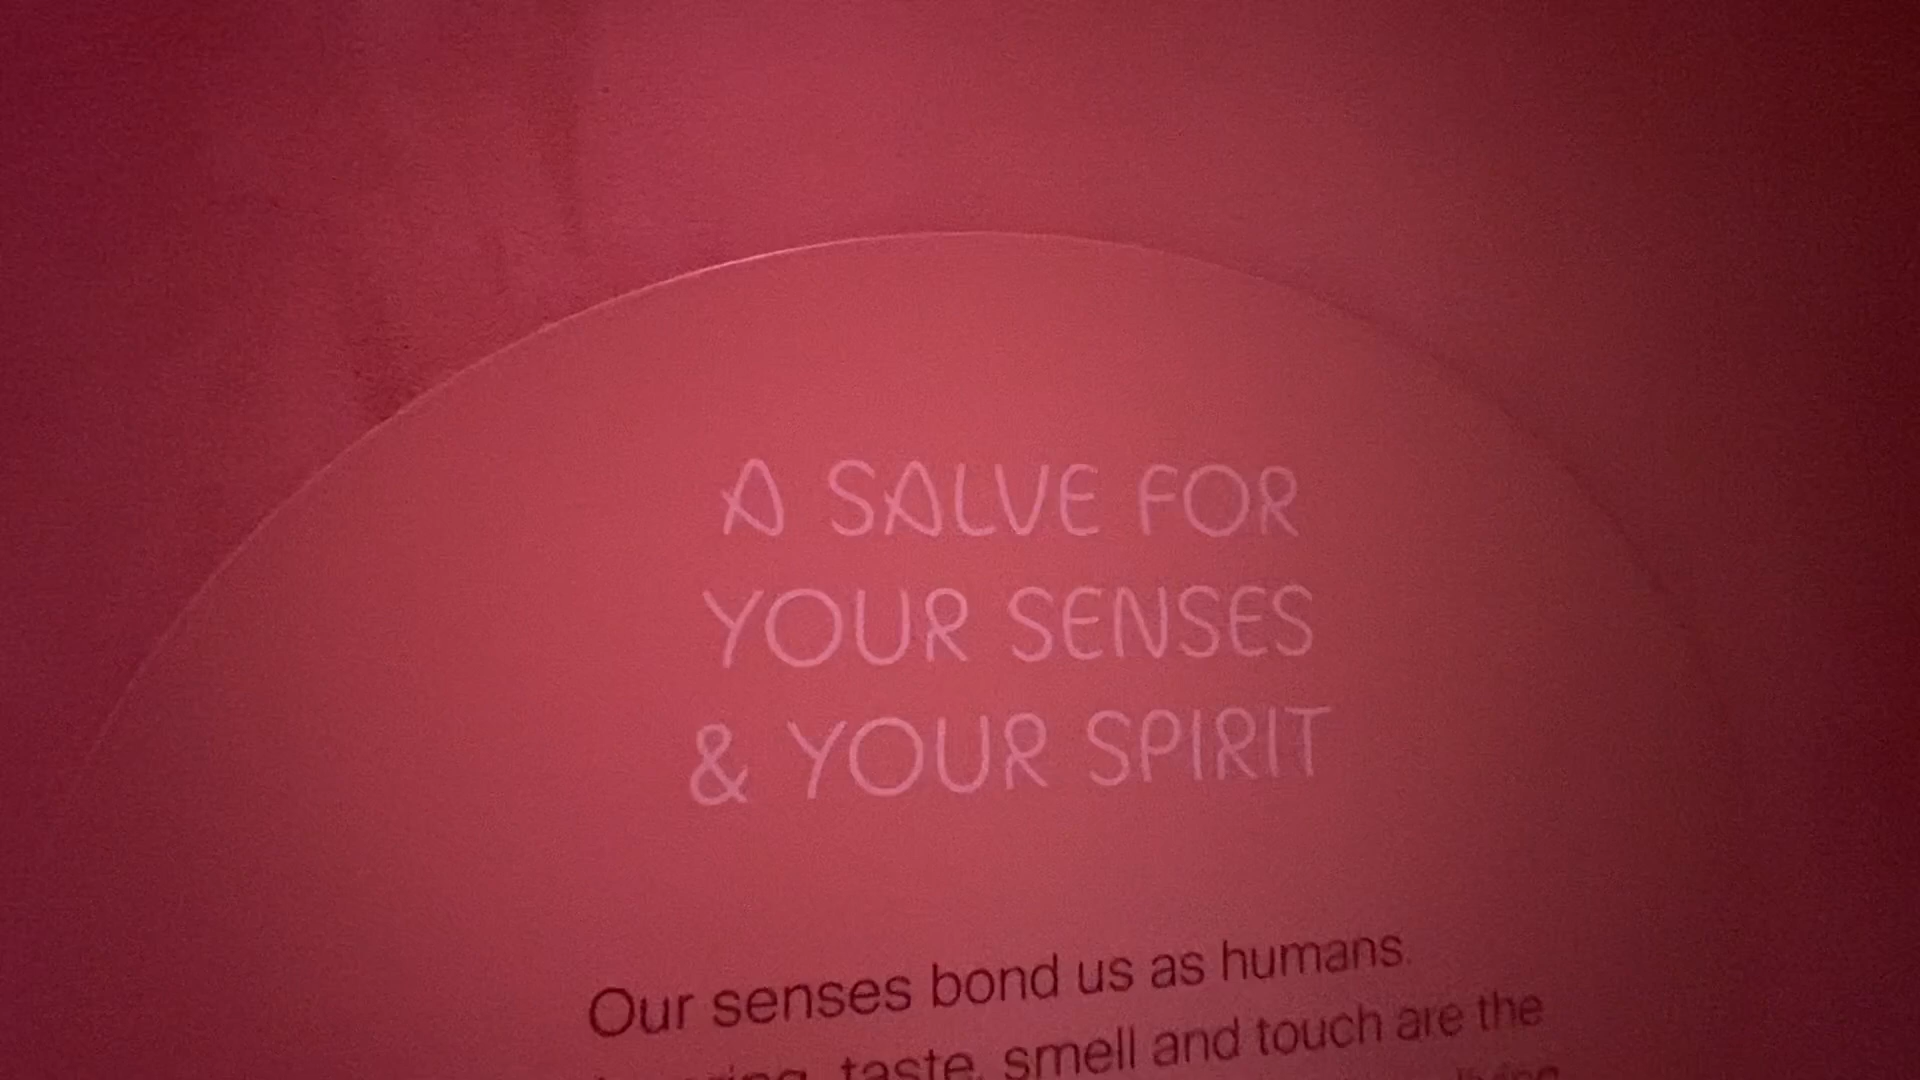 A SALVE FOR
YOUR SENSES
& YOUR SPIRIT
Our senses bond us as humans.
taste, smell and touch are the